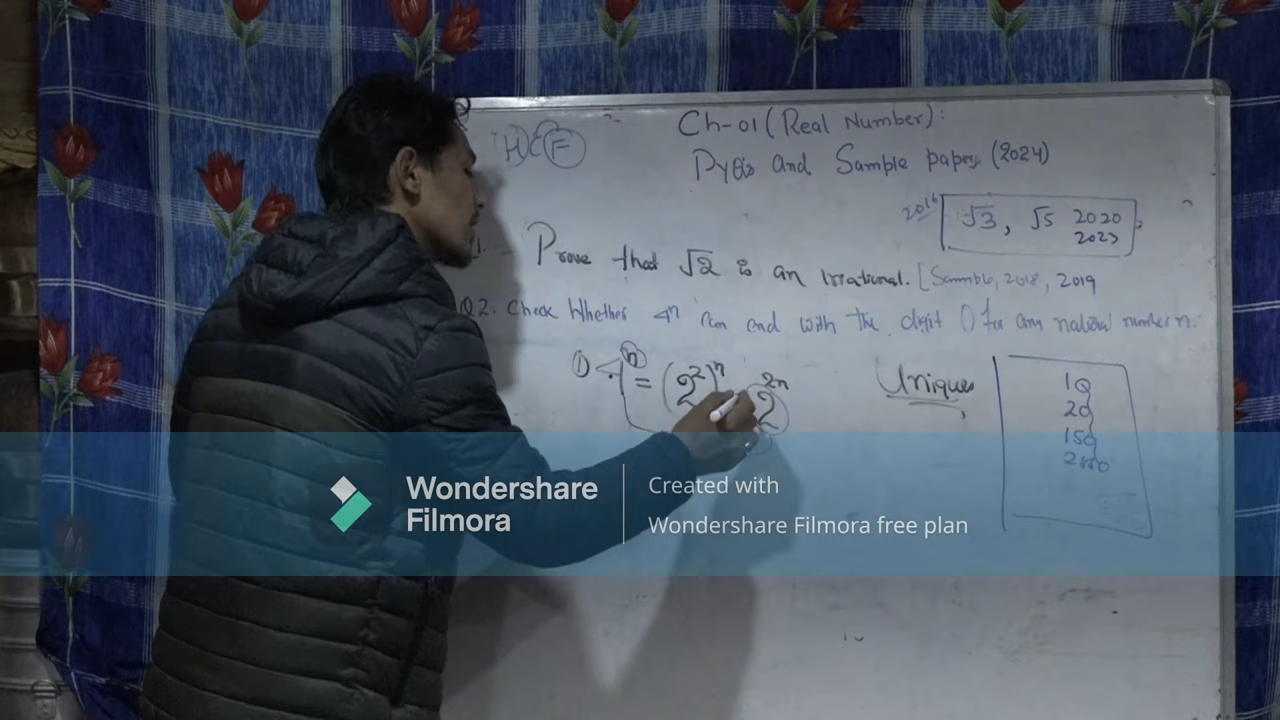 HCF
Ch-01 (Real Number):
PYQs and Sample papers (2024)
2016
√3, √5 2020
2023
1. Prove that √2 is an Irrational. [Sample, 2018, 2019
Q2. Check Whether 4ⁿ Can end with the digit 0 for any natural number n.
1) 4ⁿ = (2²)ⁿ 2²ⁿ
Unique
10
20
150
Wondershare
Filmora
Created with
Wondershare Filmora free plan